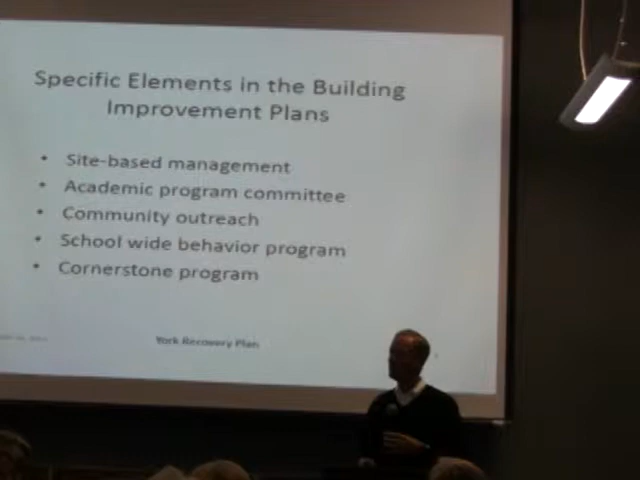 Specific Elements in the Building
Improvement Plans
• Site-based management
• Academic program committee
• Community outreach
• School wide behavior program
• Cornerstone program
York Recovery Plan